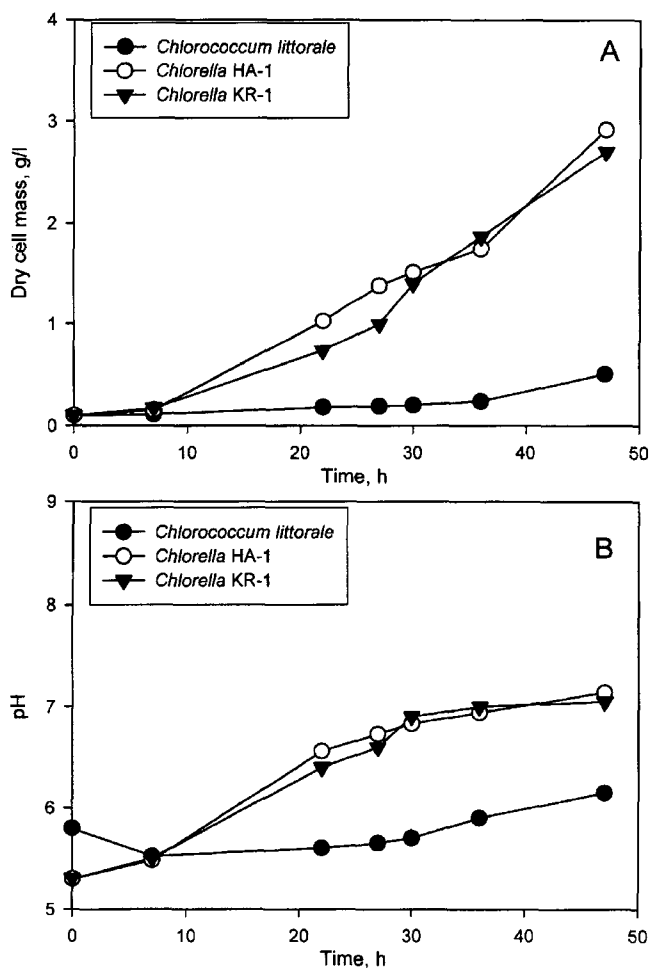 4
Chlorococcum littorale
Chlorella HA-1
Chlorella KR-1
A
3
2
1
0
Dry cell mass, g/l
0 10 20 30 40 50
Time, h
9
Chlorococcum littorale
Chlorella HA-1
Chlorella KR-1
B
8
7
6
5
pH
0 10 20 30 40 50
Time, h